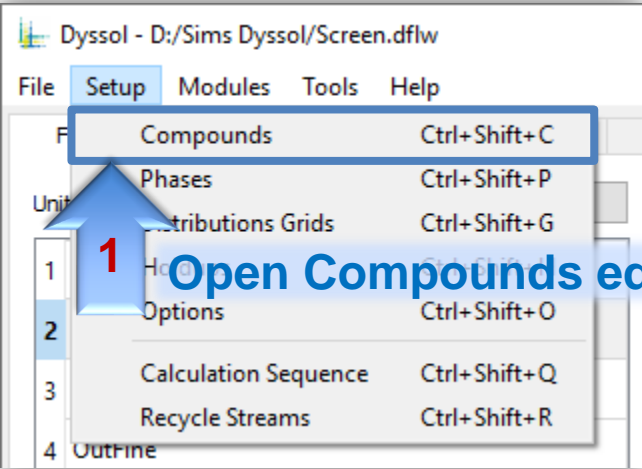 Dyssol - D:/Sims Dyssol/Screen.dflw
File Setup Modules Tools Help
F
Compounds Ctrl+Shift+C
Phases Ctrl+Shift+P
Unit
Grids Ctrl+Shift+G
1
1
Open Compounds ed
Options Ctrl+Shift+O
2
Calculation Sequence Ctrl+Shift+Q
3
Recycle Streams Ctrl+Shift+R
4 OutFine